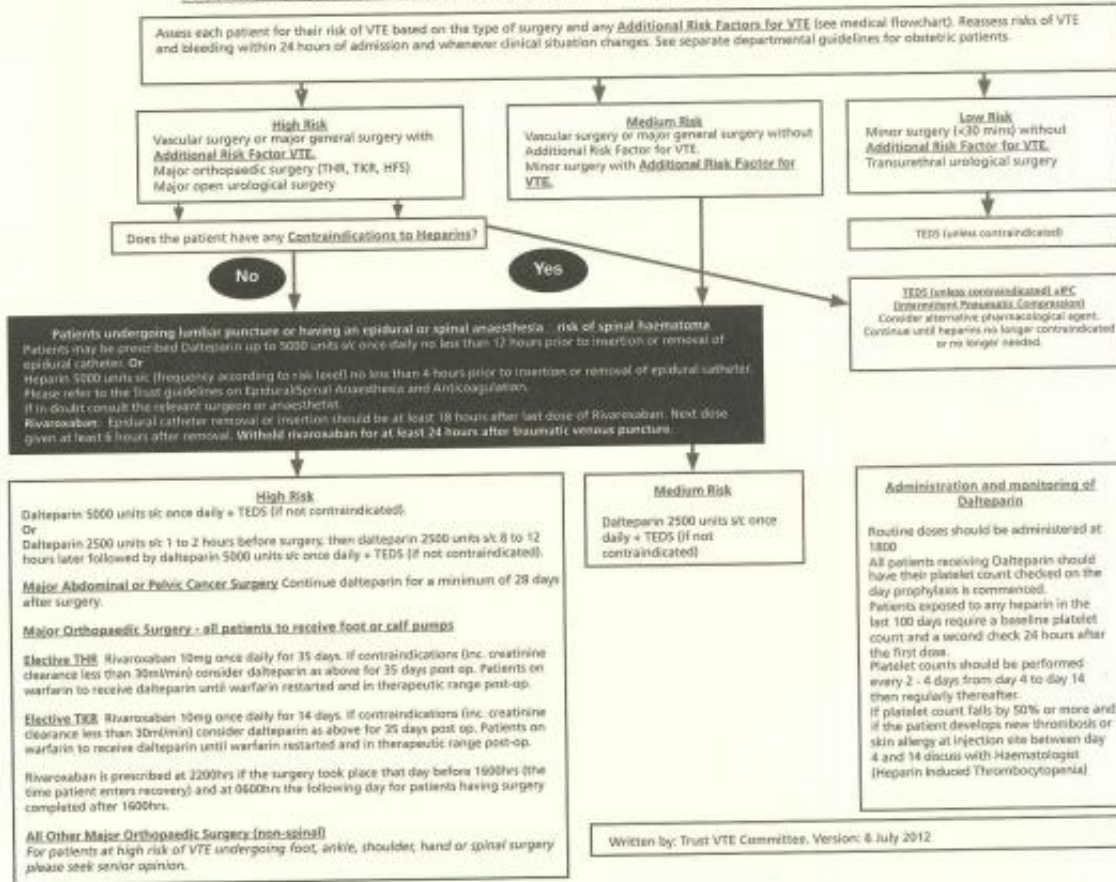 Assess each patient for their risk of VTE based on the type of surgery and any Additional Risk Factors for VTE (see medical flowchart). Reassess risks of VTE
and bleeding within 24 hours of admission and whenever clinical situation changes. See separate departmental guidelines for obstetric patients.
High Risk
Vascular surgery or major general surgery with
Additional Risk Factor VTE.
Major orthopaedic surgery (THR, TKR, HFS)
Major open urological surgery
Medium Risk
Vascular surgery or major general surgery without
Additional Risk Factor for VTE.
Minor surgery with Additional Risk Factor for
VTE.
Low Risk
Minor surgery (<30 mins) without
Additional Risk Factor for VTE.
Transurethral urological surgery
Does the patient have any Contraindications to Heparins?
TEDS (unless contraindicated)
No
Yes
TEDS (unless contraindicated) +IPC
(Intermittent Pneumatic Compression)
Consider alternative pharmacological agent.
Continue until heparins no longer contraindicated
or no longer needed.
Patients undergoing lumbar puncture or having an epidural or spinal anaesthesia risk of spinal haematoma
Patients may be prescribed Dalteparin up to 5000 units s/c once daily no less than 12 hours prior to insertion or removal of
epidural catheter. Or
Heparin 5000 units s/c (frequency according to risk level) no less than 4 hours prior to insertion or removal of epidural catheter.
Please refer to the Trust guidelines on Epidural/Spinal Anaesthesia and Anticoagulation.
If in doubt consult the relevant surgeon or anaesthetist
Rivaroxaban: Epidural catheter removal or insertion should be at least 18 hours after last dose of Rivaroxaban. Next dose
given at least 6 hours after removal. Withold rivaroxaban for at least 24 hours after traumatic venous puncture.
High Risk
Dalteparin 5000 units s/c once daily + TEDS (if not contraindicated).
Or
Dalteparin 2500 units s/c 1 to 2 hours before surgery, then dalteparin 2500 units s/c 8 to 12
hours later followed by dalteparin 5000 units s/c once daily + TEDS (if not contraindicated).
Major Abdominal or Pelvic Cancer Surgery Continue dalteparin for a minimum of 28 days
after surgery.
Major Orthopaedic Surgery - all patients to receive foot or calf pumps
Elective THR Rivaroxaban 10mg once daily for 35 days. If contraindications (inc. creatinine
clearance less than 30ml/min) consider dalteparin as above for 35 days post op. Patients on
warfarin to receive dalteparin until warfarin restarted and in therapeutic range post-op.
Elective TKR Rivaroxaban 10mg once daily for 14 days. If contraindications (inc. creatinine
clearance less than 30ml/min) consider dalteparin as above for 35 days post op. Patients on
warfarin to receive dalteparin until warfarin restarted and in therapeutic range post-op.
Rivaroxaban is prescribed at 2200hrs if the surgery took place that day before 1600hrs (the
time patient enters recovery) and at 0600hrs the following day for patients having surgery
completed after 1600hrs.
All Other Major Orthopaedic Surgery (non-spinal)
For patients at high risk of VTE undergoing foot, ankle, shoulder, hand or spinal surgery
please seek senior opinion.
Medium Risk
Dalteparin 2500 units s/c once
daily + TEDS (if not
contraindicated)
Administration and monitoring of
Dalteparin
Routine doses should be administered at
1800
All patients receiving Dalteparin should
have their platelet count checked on the
day prophylaxis is commenced.
Patients exposed to any heparin in the
last 100 days require a baseline platelet
count and a second check 24 hours after
the first dose.
Platelet counts should be performed
every 2 - 4 days from day 4 to day 14
then regularly thereafter.
If platelet count falls by 50% or more and
if the patient develops new thrombosis or
skin allergy at injection site between day
4 and 14 discuss with Haematologist
(Heparin Induced Thrombocytopania)
Written by: Trust VTE Committee. Version: 6 July 2012